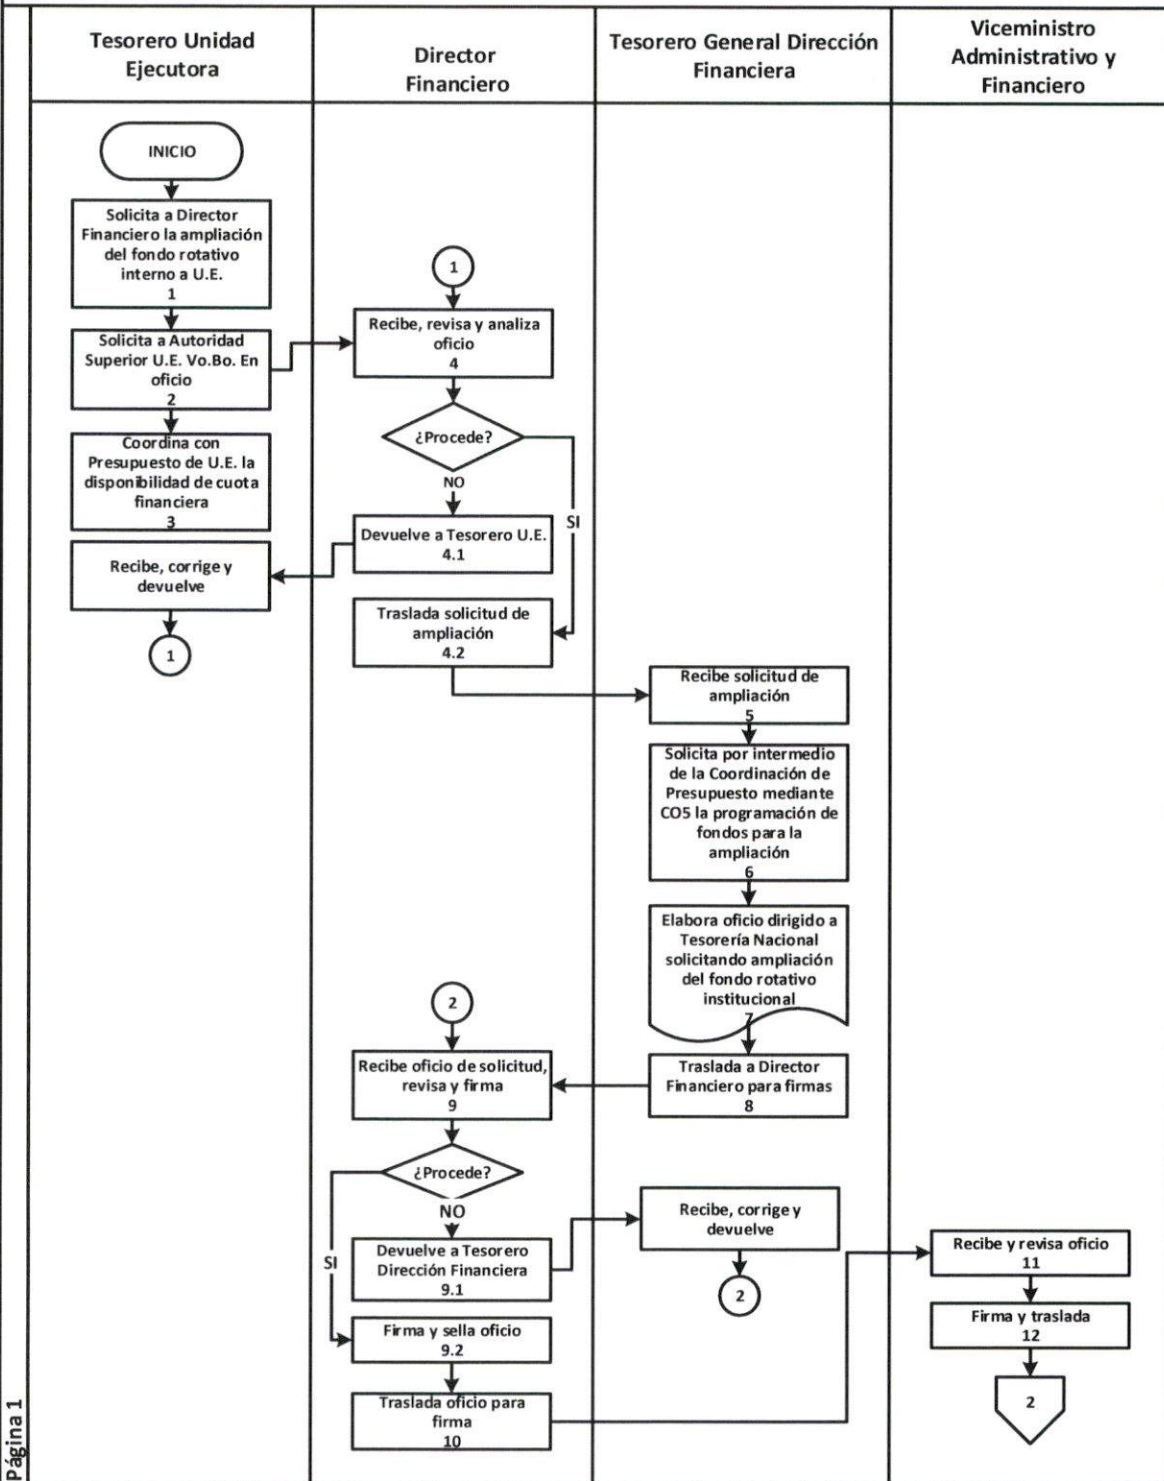 Tesorero Unidad
Ejecutora
Director
Financiero
Tesorero General Dirección
Financiera
Viceministro
Administrativo y
Financiero
INICIO
Solicita a Director
Financiero la ampliación
del fondo rotativo
interno a U.E.
1
Solicita a Autoridad
Superior U.E. Vo.Bo. En
oficio
2
Coordina con
Presupuesto de U.E. la
disponibilidad de cuota
financiera
3
Recibe, corrige y
devuelve
1
1
Recibe, revisa y analiza
oficio
4
¿Procede?
NO
SI
Devuelve a Tesorero U.E.
4.1
Traslada solicitud de
ampliación
4.2
Recibe solicitud de
ampliación
5
Solicita por intermedio
de la Coordinación de
Presupuesto mediante
CO5 la programación de
fondos para la
ampliación
6
Elabora oficio dirigido a
Tesorería Nacional
solicitando ampliación
del fondo rotativo
institucional
7
Traslada a Director
Financiero para firmas
8
2
Recibe oficio de solicitud,
revisa y firma
9
¿Procede?
NO
SI
Devuelve a Tesorero
Dirección Financiera
9.1
Recibe, corrige y
devuelve
2
Firma y sella oficio
9.2
Traslada oficio para
firma
10
Recibe y revisa oficio
11
Firma y traslada
12
2
Página 1